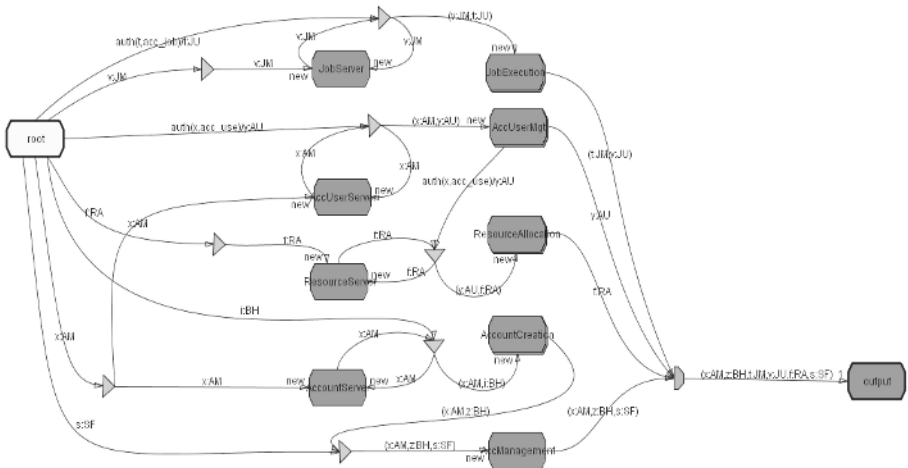 (v:JM,t:JU)
auth(t,acc_job)/t:JU
v:JM
v:JM
v:JM
v:JM
new
JobServer
new
new
JobExecution
root
auth(x,acc_use)/y:AU
(x:AM,y:AU)
new
AccUserMgt
(t:JM,v:JU)
x:AM
x:AM
new
AccUserServer
new
auth(x,acc_use)/y:AU
y:AU
f:RA
x:AM
f:RA
f:RA
new
ResourceServer
new
f:RA
ResourceAllocation
new
(y:AU,f:RA)
f:RA
i:BH
x:AM
x:AM
AccountCreation
new
x:AM
new
AccountServer
new
x:AM
(x:AM,i:BH)
(x:AM,z:BH,t:JM,v:JU,f:RA,s:SF)
output
s:SF
(x:AM,z:BH)
(x:AM,z:BH,s:SF)
(x:AM,z:BH,s:SF)
new
AccManagement